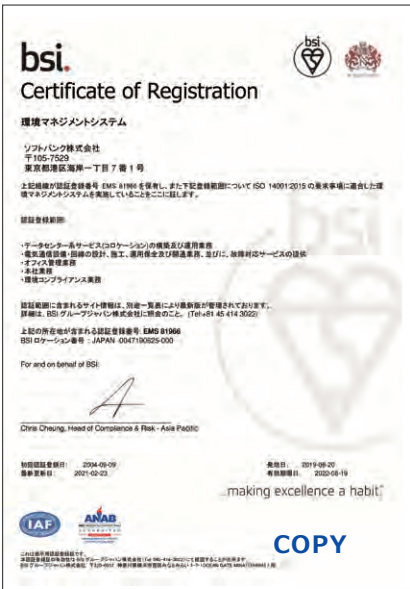 bsi.
bsi
Certificate of Registration
環境マネジメントシステム
ソフトバンク株式会社
〒105-7529
東京都港区海岸一丁目7番1号
上記組織が認証登録番号 EMS 81966 を保有し、また下記登録範囲について ISO 14001:2015 の要求事項に適合した環
境マネジメントシステムを実施していることをここに証します。
認証登録範囲:
・データセンター系サービス(コロケーション)の構築及び運用業務
・電気通信設備・回線の設計、施工、運用保全及び関連業務、並びに、故障対応サービスの提供
・オフィス管理業務
・本社業務
・環境コンプライアンス業務
認証範囲に含まれるサイト情報は、別途一覧表により最新版が管理されております。
詳細は、BSI グループジャパン株式会社に照会のこと。(Tel:+81 45 414 3022)
上記の所在地が含まれる認証登録番号: EMS 81966
BSI ロケーション番号 : JAPAN -0047190625-000
For and on behalf of BSI:
Chris Cheung, Head of Compliance & Risk - Asia Pacific
初回認証登録日: 2004-09-09
発効日: 2019-08-20
最新更新日: 2021-02-23
有効期限日: 2022-08-19
...making excellence a habit.™
IAF
ANAB
ACCREDITED
COPY